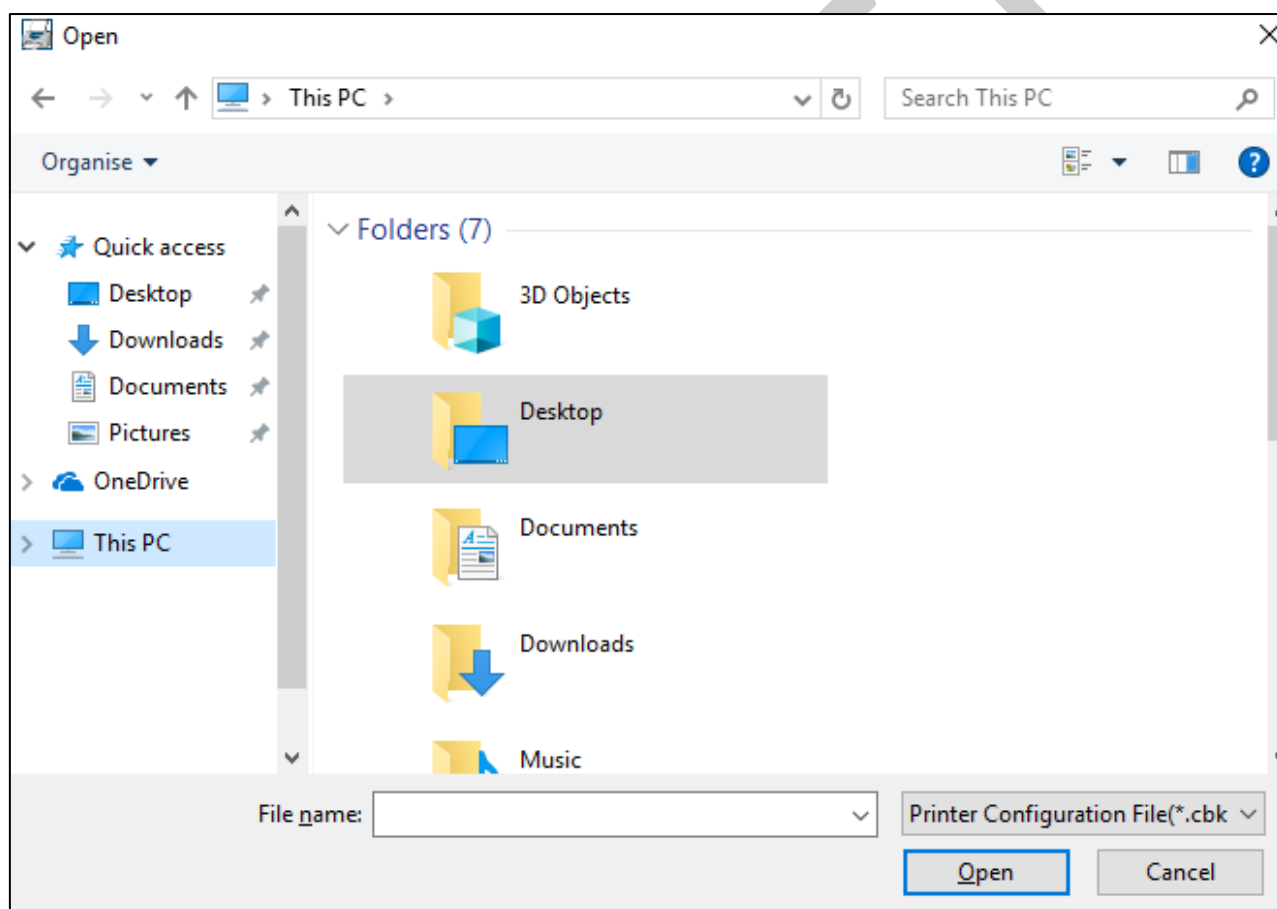 Open
This PC
Search This PC
Organise
Quick access
Desktop
Downloads
Documents
Pictures
OneDrive
This PC
Folders (7)
3D Objects
Desktop
Documents
Downloads
Music
File name:
Printer Configuration File(*.cbk
Open
Cancel